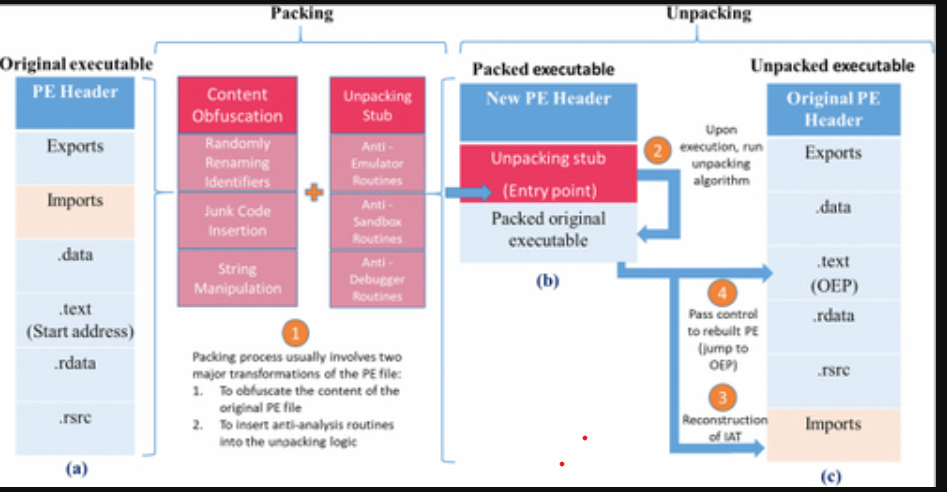 Packing
Unpacking
Original executable
PE Header
Exports
Imports
.data
.text
(Start address)
.rdata
.rsrc
(a)
Content
Obfuscation
Randomly
Renaming
Identifiers
Junk Code
Insertion
String
Manipulation
+
Unpacking
Stub
Anti -
Emulator
Routines
Anti -
Sandbox
Routines
Anti -
Debugger
Routines
1
Packing process usually involves two
major transformations of the PE file:
1. To obfuscate the content of the
original PE file
2. To insert anti-analysis routines
into the unpacking logic
Packed executable
New PE Header
Unpacking stub
(Entry point)
Packed original
executable
(b)
2
Upon
execution, run
unpacking
algorithm
4
Pass control
to rebuilt PE
(jump to
OEP)
3
Reconstruction
of IAT
Unpacked executable
Original PE
Header
Exports
.data
.text
(OEP)
.rdata
.rsrc
Imports
(c)